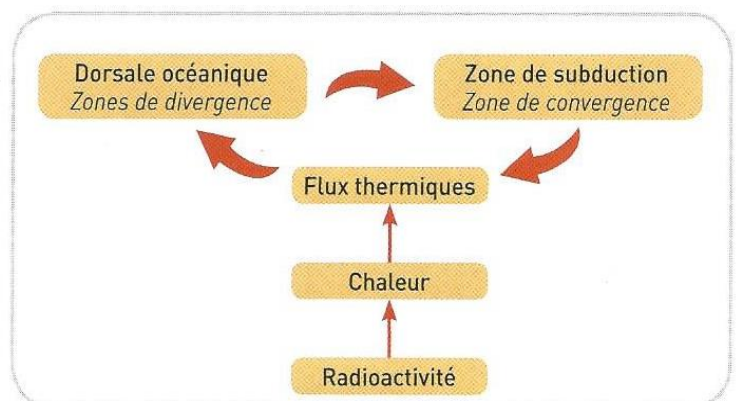 Dorsale océanique
Zones de divergence
Zone de subduction
Zone de convergence
Flux thermiques
Chaleur
Radioactivité